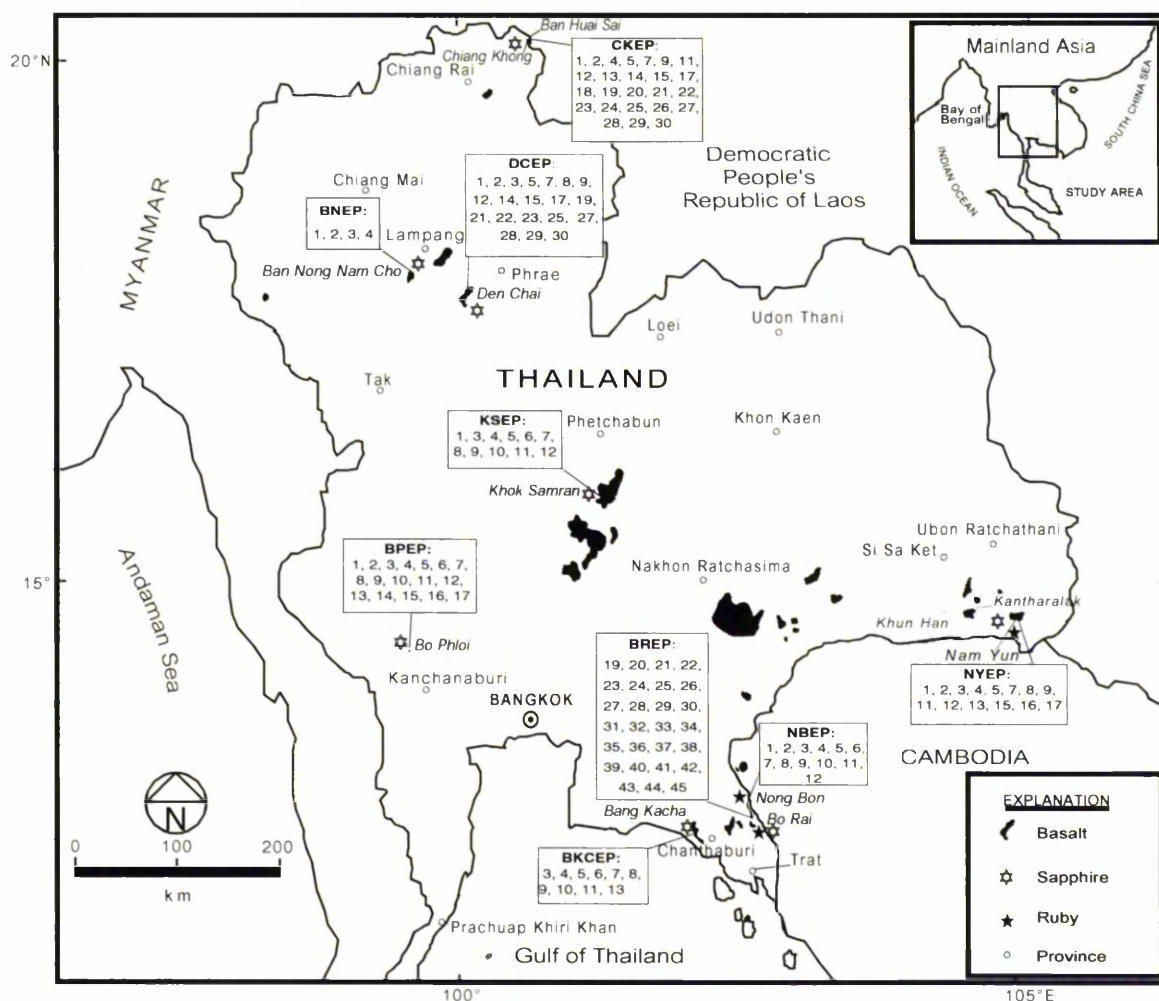 Ban Huai Sai
20°N
Chiang Khong
Chiang Rai
CKEP:
1, 2, 4, 5, 7, 9, 11,
12, 13, 14, 15, 17,
18, 19, 20, 21, 22,
23, 24, 25, 26, 27,
28, 29, 30
Mainland Asia
Bay of
Bengal
SOUTH CHINA SEA
INDIAN OCEAN
STUDY AREA
Democratic
People's
Republic of Laos
DCEP:
1, 2, 3, 5, 7, 8, 9,
12, 14, 15, 17, 19,
21, 22, 23, 25, 27,
28, 29, 30
Chiang Mai
BNEP:
1, 2, 3, 4
Lampang
Ban Nong Nam Cho
Phrae
Den Chai
MYANMAR
Loei
Udon Thani
Tak
THAILAND
KSEP:
1, 3, 4, 5, 6, 7,
8, 9, 10, 11, 12
Phetchabun
Khon Kaen
Khok Samran
Ubon Ratchathani
Si Sa Ket
BPEP:
1, 2, 3, 4, 5, 6, 7,
8, 9, 10, 11, 12,
13, 14, 15, 16, 17
15°
Nakhon Ratchasima
Kantharalak
Khun Han
Nam Yun
NYEP:
1, 2, 3, 4, 5, 7, 8, 9,
11, 12, 13, 15, 16, 17
Andaman Sea
Bo Phloi
Kanchanaburi
BANGKOK
BREP:
19, 20, 21, 22,
23, 24, 25, 26,
27, 28, 29, 30,
31, 32, 33, 34,
35, 36, 37, 38,
39, 40, 41, 42,
43, 44, 45
NBEP:
1, 2, 3, 4, 5, 6,
7, 8, 9, 10, 11,
12
CAMBODIA
Nong Bon
Bo Rai
Bang Kacha
Chanthaburi
Trat
BKCEP:
3, 4, 5, 6, 7, 8,
9, 10, 11, 13
N
0 100 200
km
Prachuap Khiri Khan
Gulf of Thailand
EXPLANATION
Basalt
Sapphire
Ruby
Province
100°
105°E